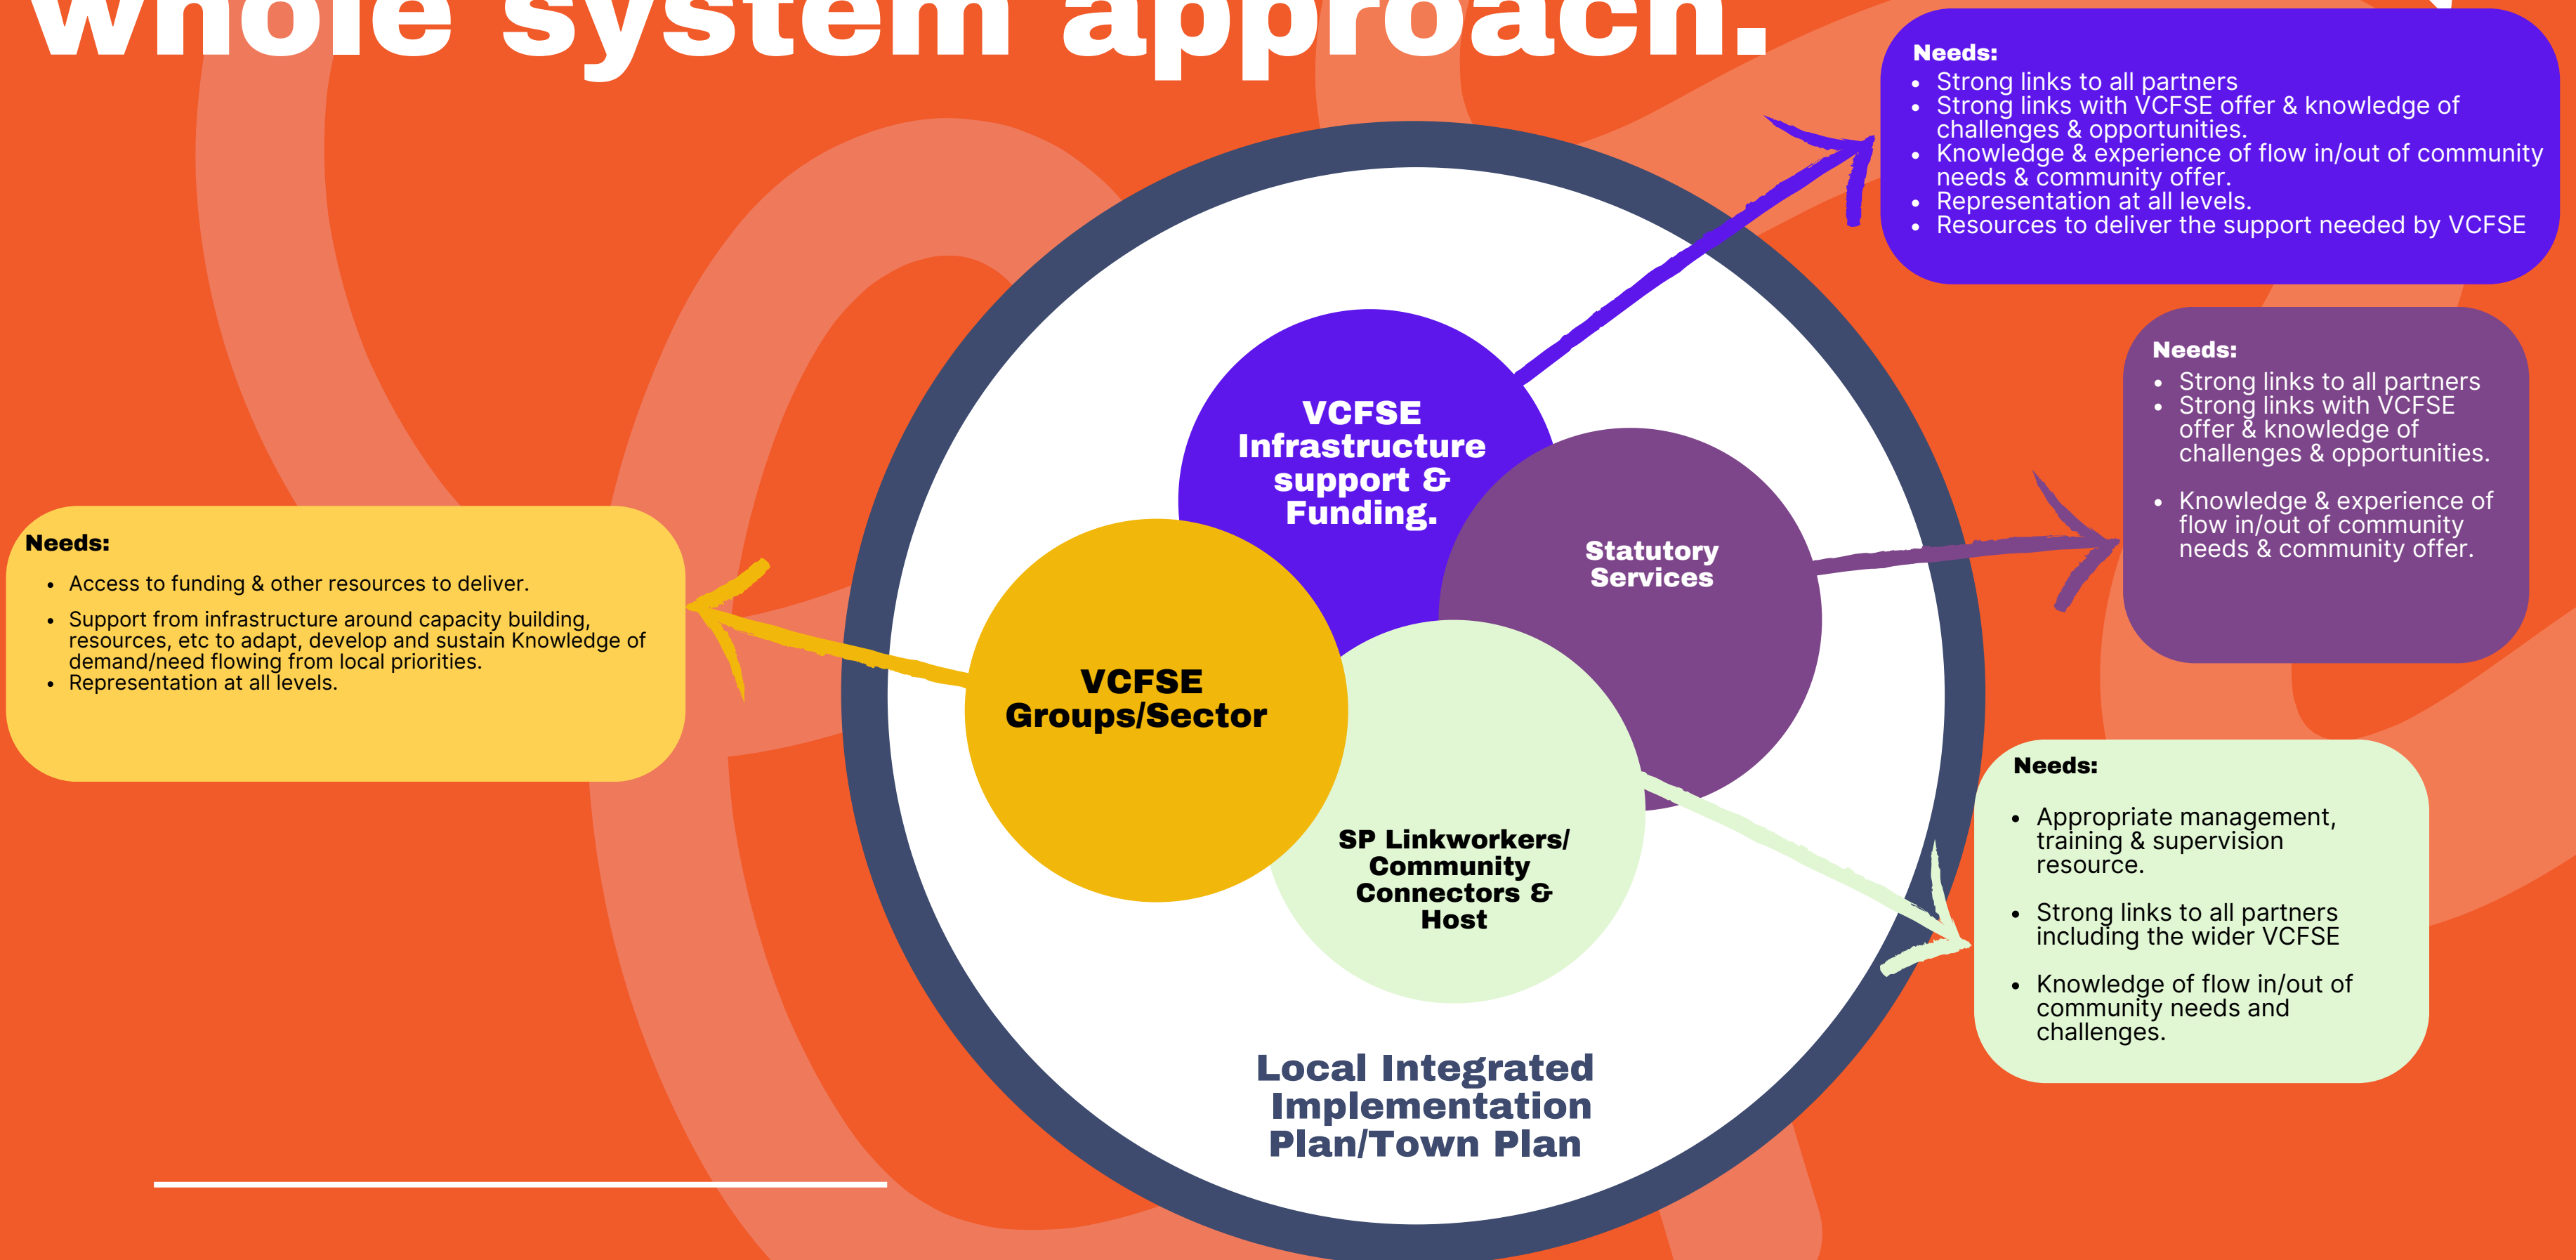 whole system approach.
Needs:
• Strong links to all partners
• Strong links with VCFSE offer & knowledge of
challenges & opportunities.
• Knowledge & experience of flow in/out of community
needs & community offer.
• Representation at all levels.
• Resources to deliver the support needed by VCFSE
Needs:
• Strong links to all partners
• Strong links with VCFSE
offer & knowledge of
challenges & opportunities.
• Knowledge & experience of
flow in/out of community
needs & community offer.
VCFSE
Infrastructure
support &
Funding.
Statutory
Services
Needs:
• Access to funding & other resources to deliver.
• Support from infrastructure around capacity building,
resources, etc to adapt, develop and sustain Knowledge of
demand/need flowing from local priorities.
• Representation at all levels.
VCFSE
Groups/Sector
SP Linkworkers/
Community
Connectors &
Host
Needs:
• Appropriate management,
training & supervision
resource.
• Strong links to all partners
including the wider VCFSE
• Knowledge of flow in/out of
community needs and
challenges.
Local Integrated
Implementation
Plan/Town Plan